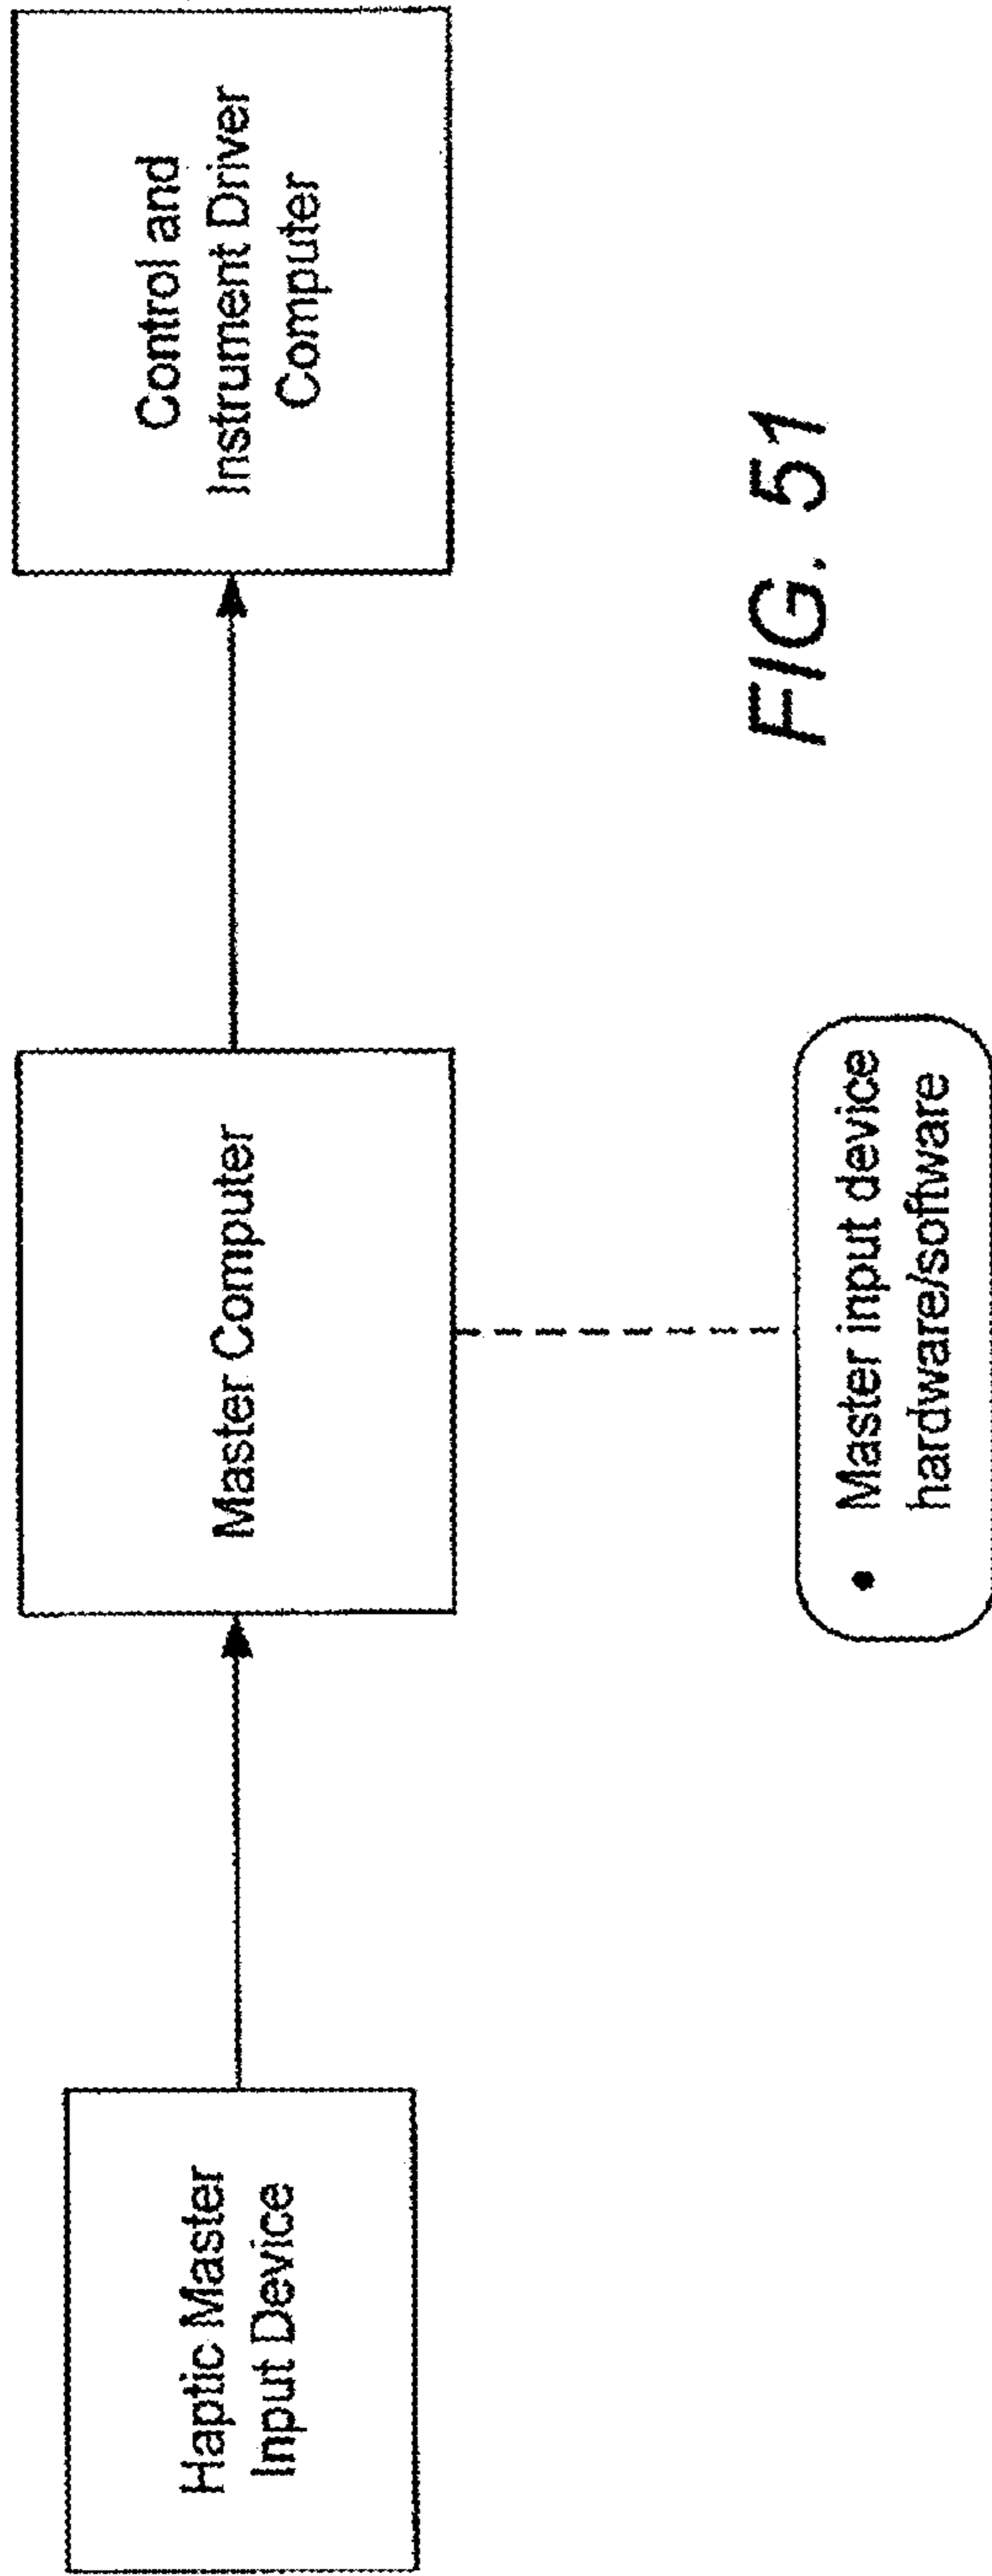 Haptic Master
Input Device
Master Computer
Control and
Instrument Driver
Computer
• Master input device
hardware/software
FIG. 51